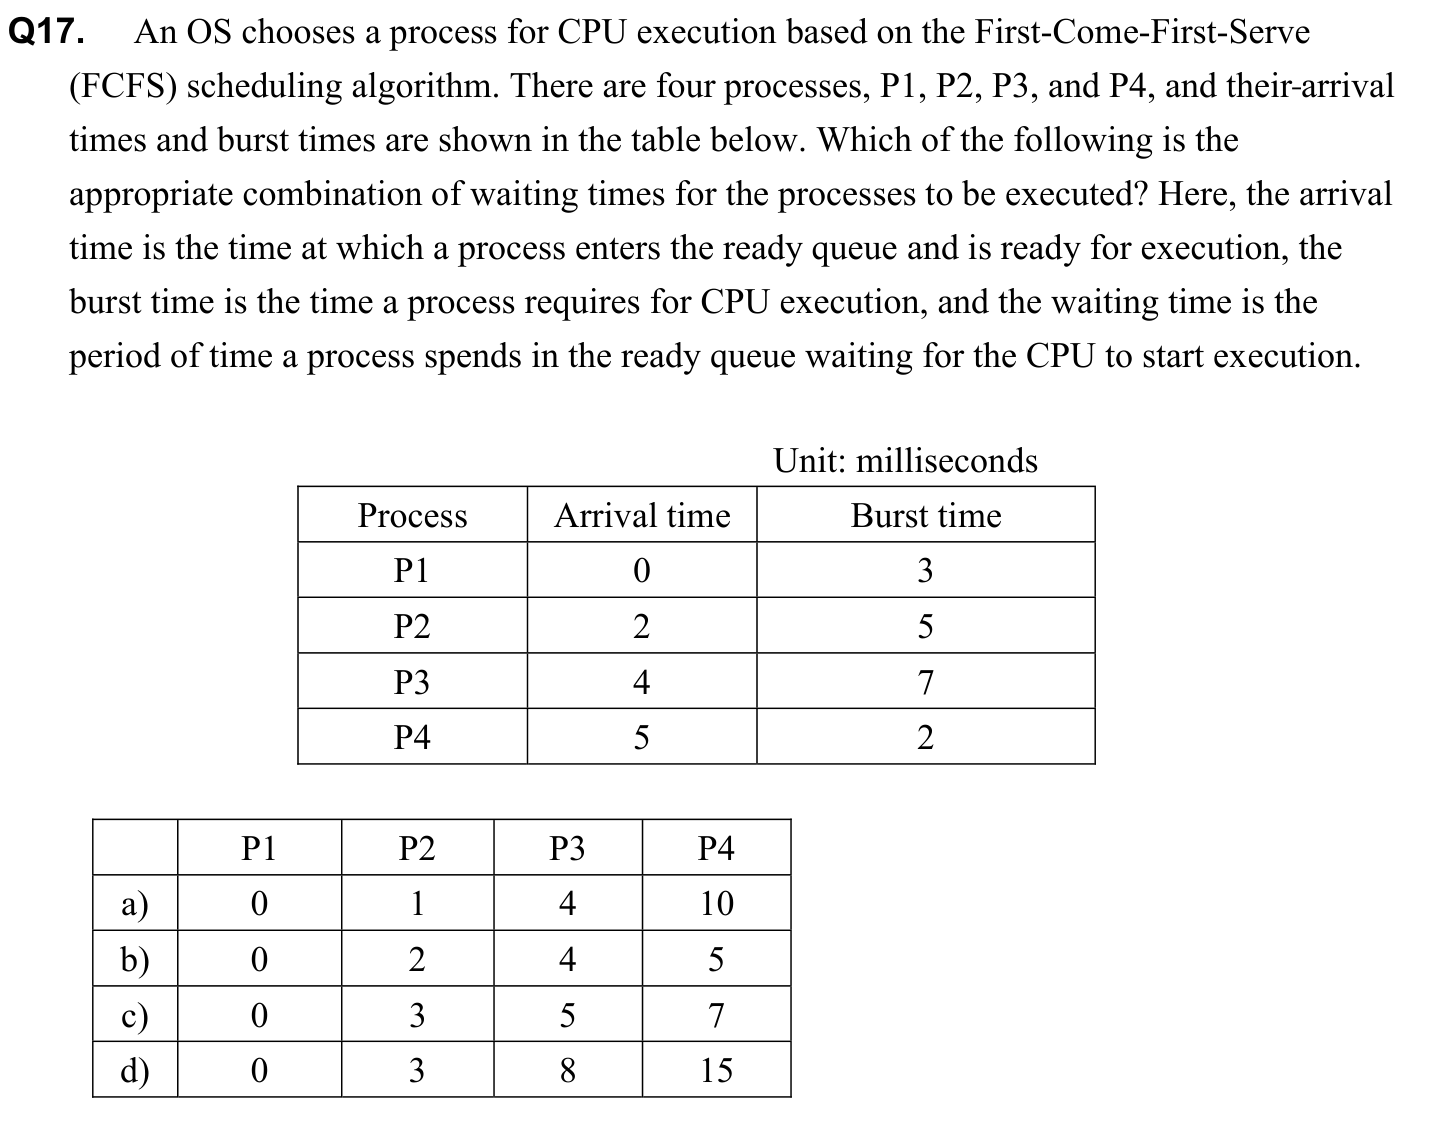 Q17. An OS chooses a process for CPU execution based on the First-Come-First-Serve
(FCFS) scheduling algorithm. There are four processes, P1, P2, P3, and P4, and their-arrival
times and burst times are shown in the table below. Which of the following is the
appropriate combination of waiting times for the processes to be executed? Here, the arrival
time is the time at which a process enters the ready queue and is ready for execution, the
burst time is the time a process requires for CPU execution, and the waiting time is the
period of time a process spends in the ready queue waiting for the CPU to start execution.
Unit: milliseconds
Process Arrival time Burst time
P1 0 3
P2 2 5
P3 4 7
P4 5 2
P1 P2 P3 P4
a) 0 1 4 10
b) 0 2 4 5
c) 0 3 5 7
d) 0 3 8 15